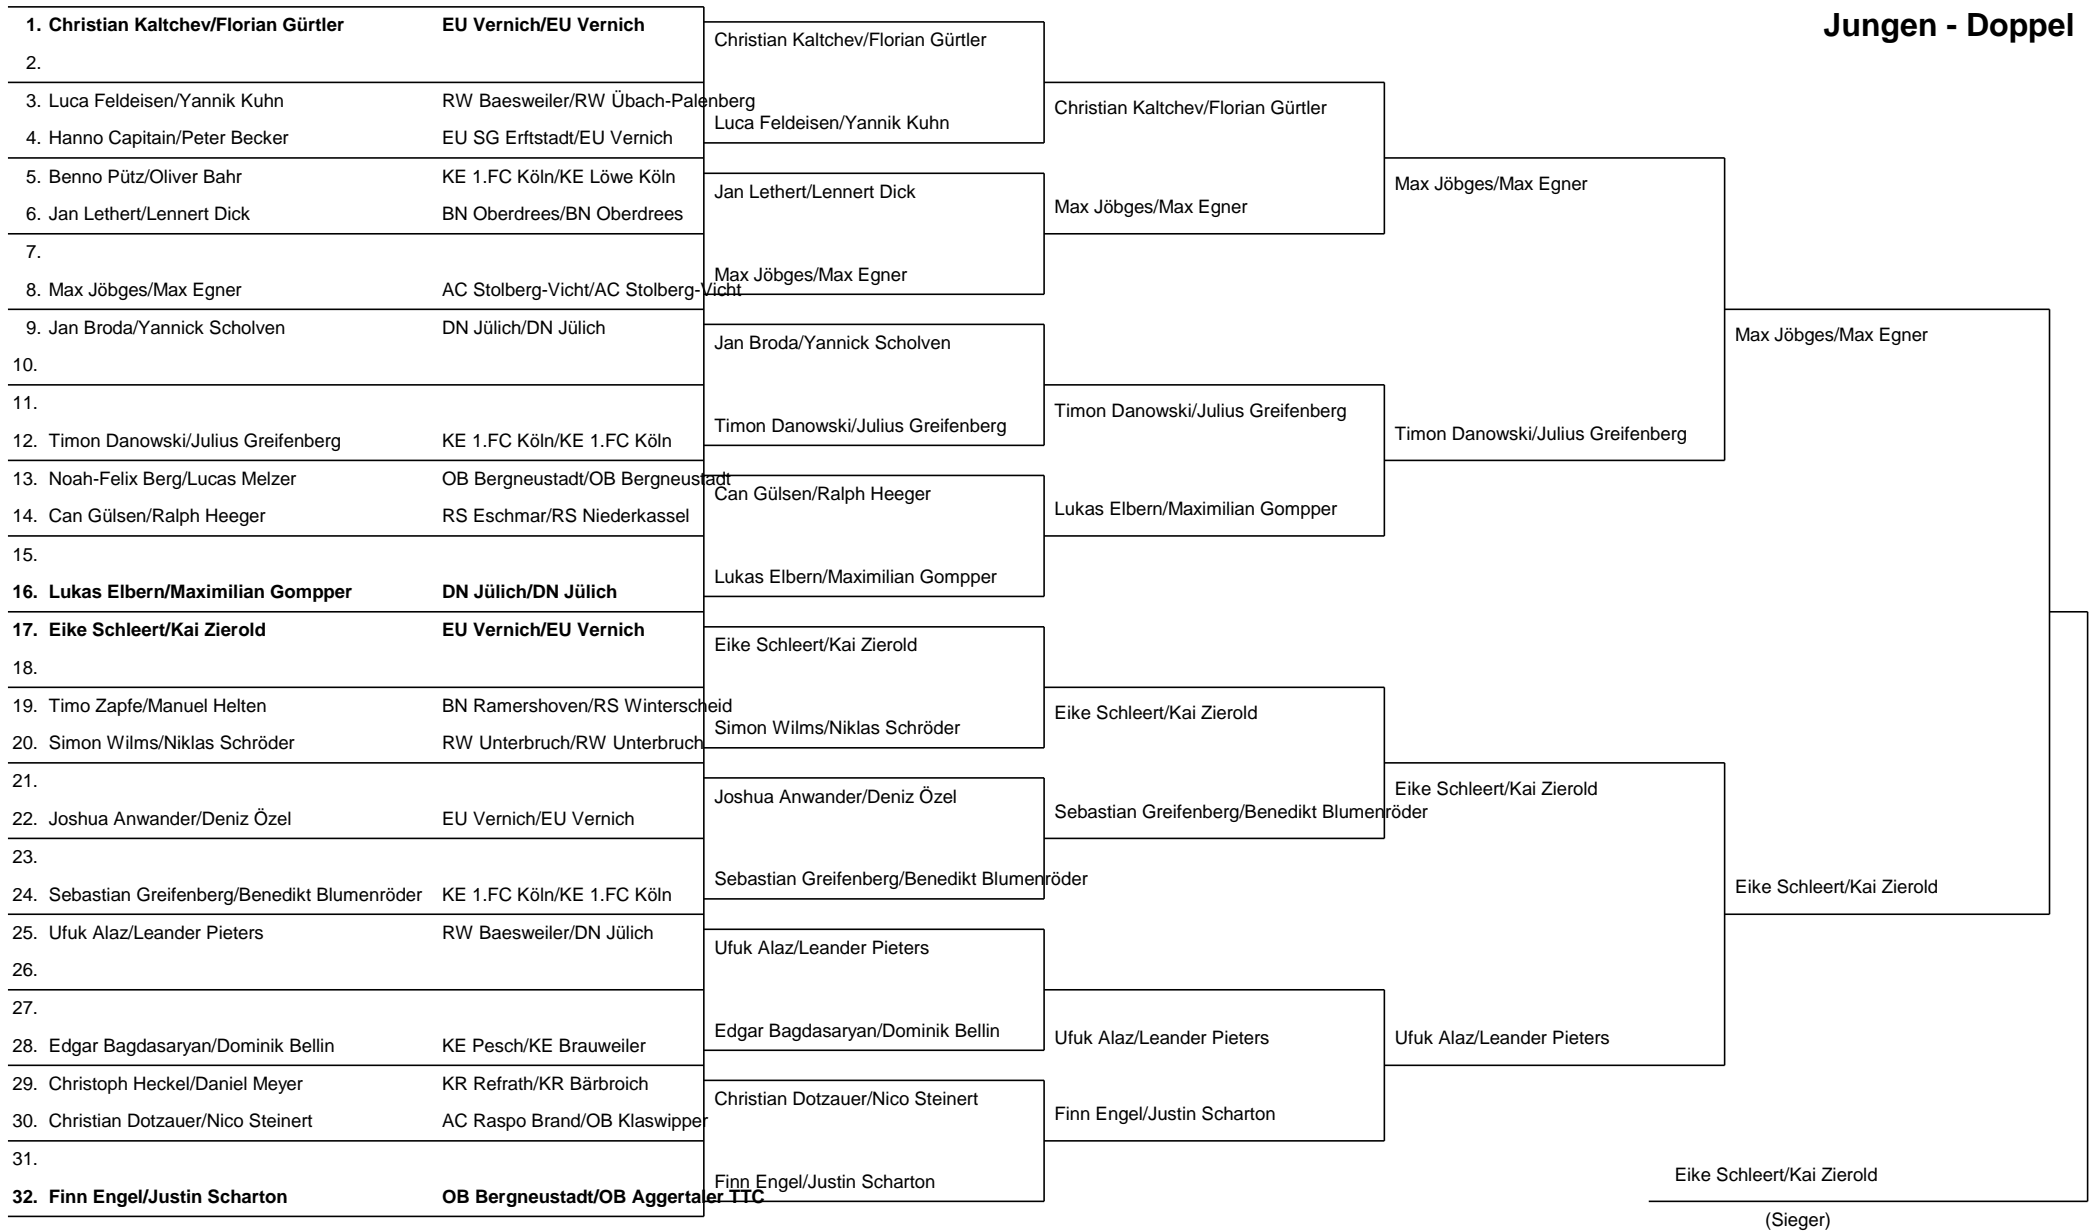 Jungen - Doppel
1. Christian Kaltchev/Florian Gürtler EU Vernich/EU Vernich
2.
3. Luca Feldeisen/Yannik Kuhn RW Baesweiler/RW Übach-Palenberg
4. Hanno Capitain/Peter Becker EU SG Erftstadt/EU Vernich
5. Benno Pütz/Oliver Bahr KE 1.FC Köln/KE Löwe Köln
6. Jan Lethert/Lennert Dick BN Oberdrees/BN Oberdrees
7.
8. Max Jöbges/Max Egner AC Stolberg-Vicht/AC Stolberg-Vicht
9. Jan Broda/Yannick Scholven DN Jülich/DN Jülich
10.
11.
12. Timon Danowski/Julius Greifenberg KE 1.FC Köln/KE 1.FC Köln
13. Noah-Felix Berg/Lucas Melzer OB Bergneustadt/OB Bergneustadt
14. Can Gülsen/Ralph Heeger RS Eschmar/RS Niederkassel
15.
16. Lukas Elbern/Maximilian Gompper DN Jülich/DN Jülich
17. Eike Schleert/Kai Zierold EU Vernich/EU Vernich
18.
19. Timo Zapfe/Manuel Helten BN Ramershoven/RS Winterscheid
20. Simon Wilms/Niklas Schröder RW Unterbruch/RW Unterbruch
21.
22. Joshua Anwander/Deniz Özel EU Vernich/EU Vernich
23.
24. Sebastian Greifenberg/Benedikt Blumenröder KE 1.FC Köln/KE 1.FC Köln
25. Ufuk Alaz/Leander Pieters RW Baesweiler/DN Jülich
26.
27.
28. Edgar Bagdasaryan/Dominik Bellin KE Pesch/KE Brauweiler
29. Christoph Heckel/Daniel Meyer KR Refrath/KR Bärbroich
30. Christian Dotzauer/Nico Steinert AC Raspo Brand/OB Klaswipper
31.
32. Finn Engel/Justin Scharton OB Bergneustadt/OB Aggertaler TTC
Christian Kaltchev/Florian Gürtler
Luca Feldeisen/Yannik Kuhn
Jan Lethert/Lennert Dick
Max Jöbges/Max Egner
Jan Broda/Yannick Scholven
Timon Danowski/Julius Greifenberg
Can Gülsen/Ralph Heeger
Lukas Elbern/Maximilian Gompper
Eike Schleert/Kai Zierold
Simon Wilms/Niklas Schröder
Joshua Anwander/Deniz Özel
Sebastian Greifenberg/Benedikt Blumenröder
Ufuk Alaz/Leander Pieters
Edgar Bagdasaryan/Dominik Bellin
Christian Dotzauer/Nico Steinert
Finn Engel/Justin Scharton
Christian Kaltchev/Florian Gürtler
Max Jöbges/Max Egner
Timon Danowski/Julius Greifenberg
Lukas Elbern/Maximilian Gompper
Eike Schleert/Kai Zierold
Sebastian Greifenberg/Benedikt Blumenröder
Ufuk Alaz/Leander Pieters
Finn Engel/Justin Scharton
Max Jöbges/Max Egner
Timon Danowski/Julius Greifenberg
Eike Schleert/Kai Zierold
Ufuk Alaz/Leander Pieters
Max Jöbges/Max Egner
Eike Schleert/Kai Zierold
Eike Schleert/Kai Zierold
(Sieger)